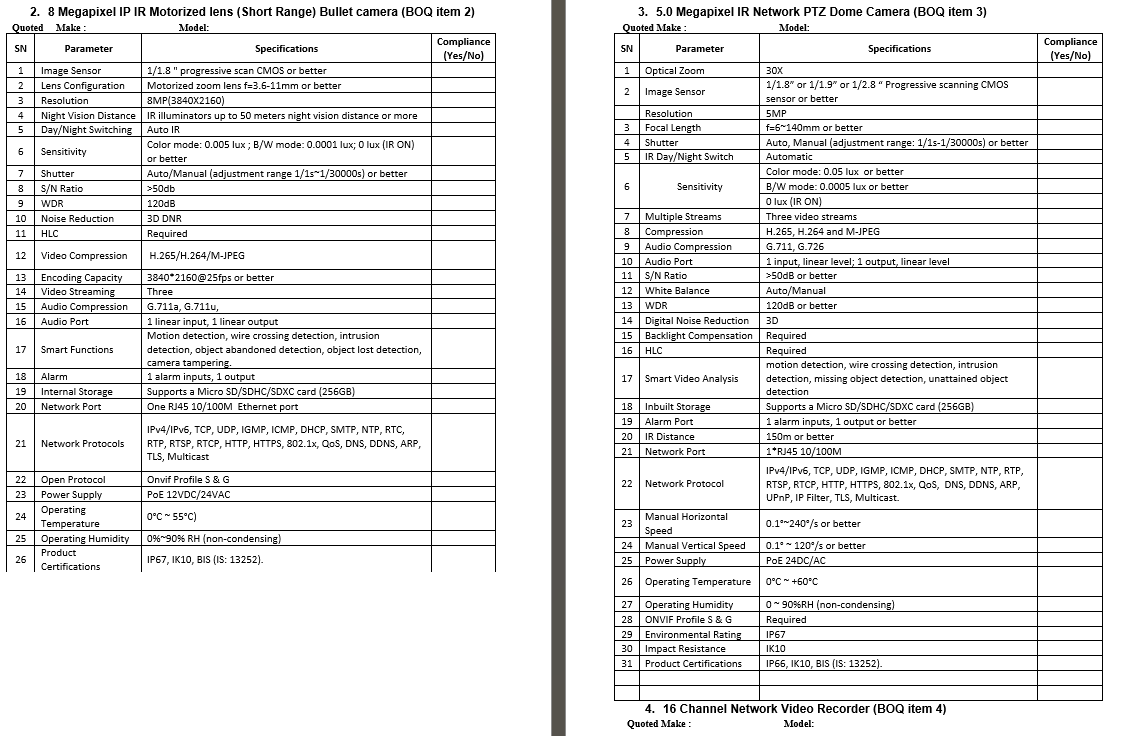 2. 8 Megapixel IP IR Motorized lens (Short Range) Bullet camera (BOQ item 2)
Quoted Make : Model:
SN Parameter Specifications Compliance (Yes/No)
1 Image Sensor 1/1.8 " progressive scan CMOS or better
2 Lens Configuration Motorized zoom lens f=3.6-11mm or better
3 Resolution 8MP(3840X2160)
4 Night Vision Distance IR illuminators up to 50 meters night vision distance or more
5 Day/Night Switching Auto IR
6 Sensitivity Color mode: 0.005 lux ; B/W mode: 0.0001 lux; 0 lux (IR ON)
or better
7 Shutter Auto/Manual (adjustment range 1/1s~1/30000s) or better
8 S/N Ratio >50db
9 WDR 120dB
10 Noise Reduction 3D DNR
11 HLC Required
12 Video Compression H.265/H.264/M-JPEG
13 Encoding Capacity 3840*2160@25fps or better
14 Video Streaming Three
15 Audio Compression G.711a, G.711u,
16 Audio Port 1 linear input, 1 linear output
17 Smart Functions Motion detection, wire crossing detection, intrusion
detection, object abandoned detection, object lost detection,
camera tampering.
18 Alarm 1 alarm inputs, 1 output
19 Internal Storage Supports a Micro SD/SDHC/SDXC card (256GB)
20 Network Port One RJ45 10/100M Ethernet port
21 Network Protocols IPv4/IPv6, TCP, UDP, IGMP, ICMP, DHCP, SMTP, NTP, RTC,
RTP, RTSP, RTCP, HTTP, HTTPS, 802.1x, QoS, DNS, DDNS, ARP,
TLS, Multicast
22 Open Protocol Onvif Profile S & G
23 Power Supply PoE 12VDC/24VAC
24 Operating Temperature 0°C ~ 55°C)
25 Operating Humidity 0%~90% RH (non-condensing)
26 Product Certifications IP67, IK10, BIS (IS: 13252).
3. 5.0 Megapixel IR Network PTZ Dome Camera (BOQ item 3)
Quoted Make : Model:
SN Parameter Specifications Compliance (Yes/No)
1 Optical Zoom 30X
2 Image Sensor 1/1.8" or 1/1.9" or 1/2.8 " Progressive scanning CMOS
sensor or better
Resolution 5MP
3 Focal Length f=6~140mm or better
4 Shutter Auto, Manual (adjustment range: 1/1s-1/30000s) or better
5 IR Day/Night Switch Automatic
6 Sensitivity Color mode: 0.05 lux or better
B/W mode: 0.0005 lux or better
0 lux (IR ON)
7 Multiple Streams Three video streams
8 Compression H.265, H.264 and M-JPEG
9 Audio Compression G.711, G.726
10 Audio Port 1 input, linear level; 1 output, linear level
11 S/N Ratio >50dB or better
12 White Balance Auto/Manual
13 WDR 120dB or better
14 Digital Noise Reduction 3D
15 Backlight Compensation Required
16 HLC Required
17 Smart Video Analysis motion detection, wire crossing detection, intrusion
detection, missing object detection, unattained object
detection
18 Inbuilt Storage Supports a Micro SD/SDHC/SDXC card (256GB)
19 Alarm Port 1 alarm inputs, 1 output or better
20 IR Distance 150m or better
21 Network Port 1*RJ45 10/100M
22 Network Protocol IPv4/IPv6, TCP, UDP, IGMP, ICMP, DHCP, SMTP, NTP, RTP,
RTSP, RTCP, HTTP, HTTPS, 802.1x, QoS, DNS, DDNS, ARP,
UPnP, IP Filter, TLS, Multicast.
23 Manual Horizontal Speed 0.1°~240°/s or better
24 Manual Vertical Speed 0.1° ~ 120°/s or better
25 Power Supply PoE 24DC/AC
26 Operating Temperature 0°C ~ +60°C
27 Operating Humidity 0 ~ 90%RH (non-condensing)
28 ONVIF Profile S & G Required
29 Environmental Rating IP67
30 Impact Resistance IK10
31 Product Certifications IP66, IK10, BIS (IS: 13252).
4. 16 Channel Network Video Recorder (BOQ item 4)
Quoted Make : Model: